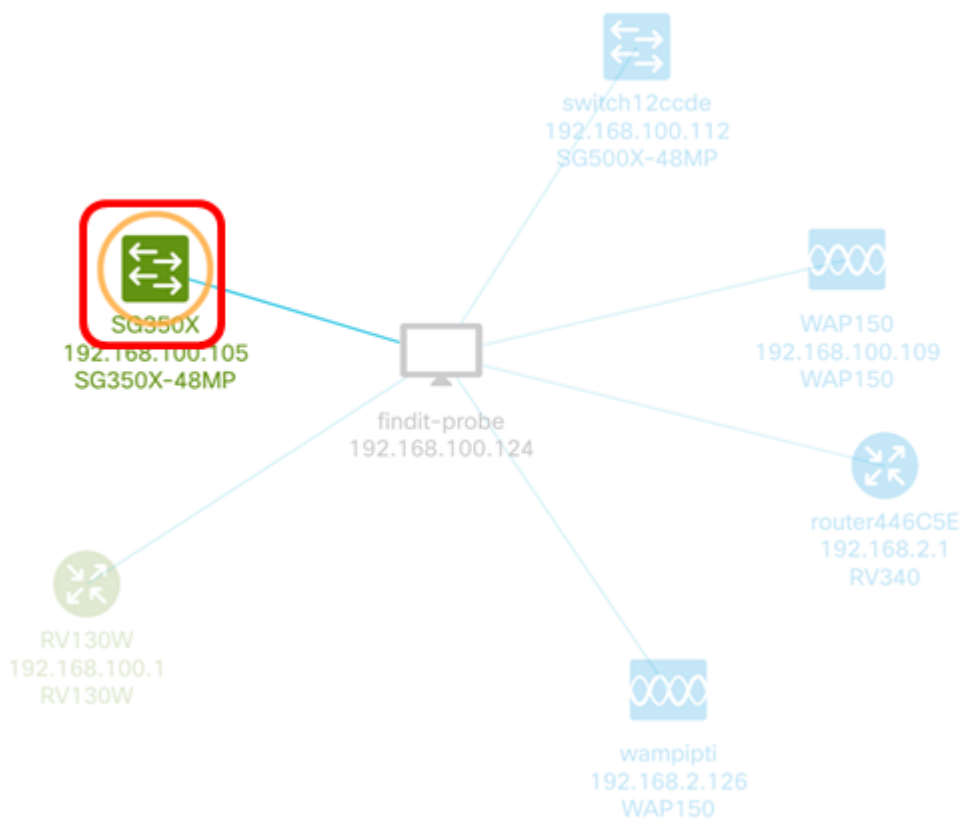 switch12ccde
192.168.100.112
SG500X-48MP
SG350X
192.168.100.105
SG350X-48MP
WAP150
192.168.100.109
WAP150
findit-probe
192.168.100.124
router446C5E
192.168.2.1
RV340
RV130W
192.168.100.1
RV130W
wampipti
192.168.2.126
WAP150